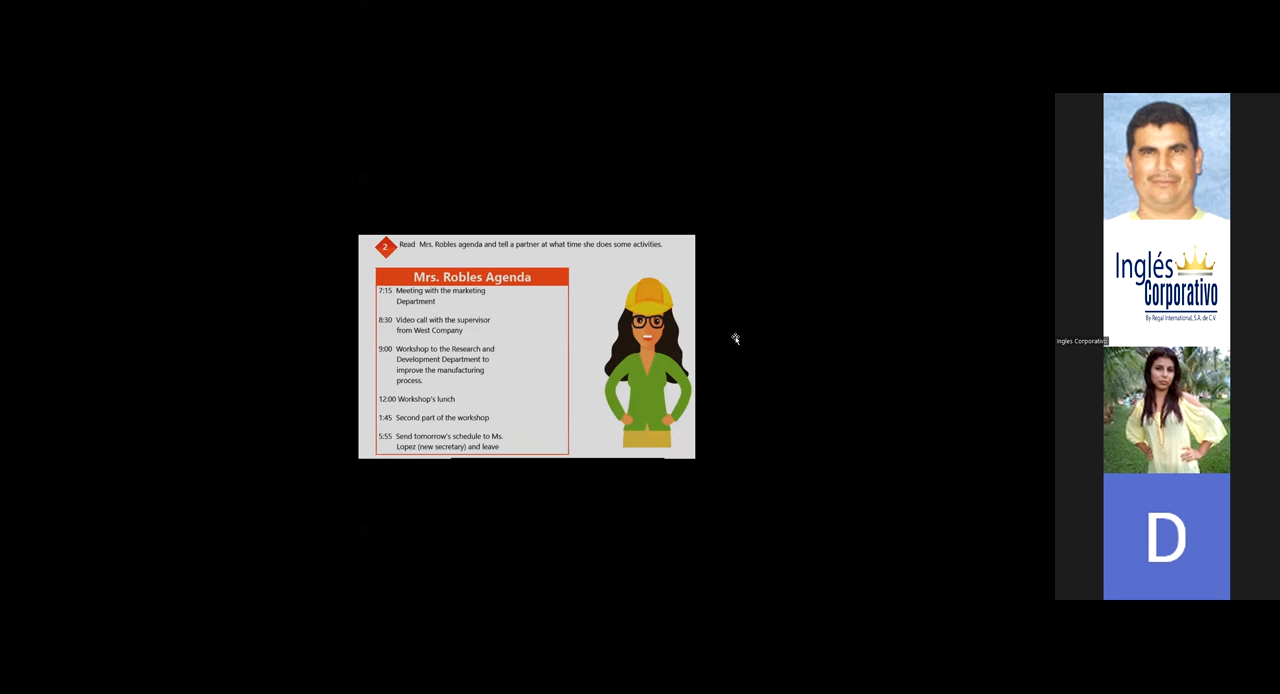 2 Read Mrs. Robles agenda and tell a partner at what time she does some activities.
Mrs. Robles Agenda
7:15 Meeting with the marketing
Department
8:30 Video call with the supervisor
from West Company
9:00 Workshop to the Research and
Development Department to
improve the manufacturing
process.
12:00 Workshop's lunch
1:45 Second part of the workshop
5:55 Send tomorrow's schedule to Ms.
Lopez (new secretary) and leave
Inglés
Corporativo
By Regal International, S.A. de C.V.
Ingles Corporativo
D